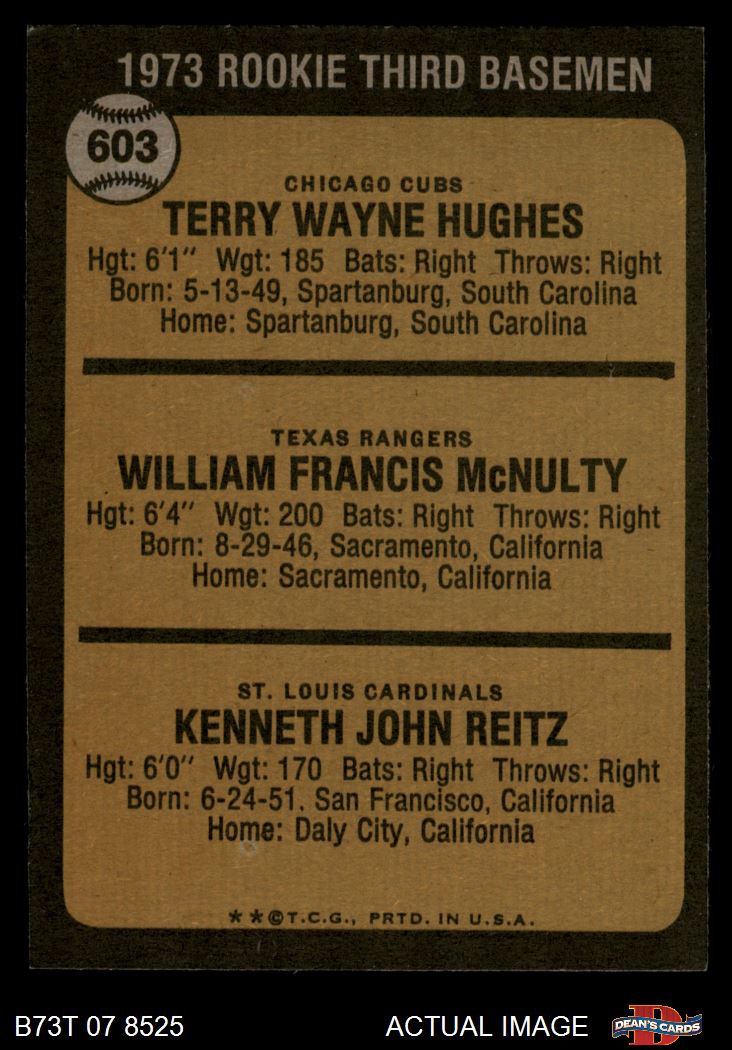 1973 ROOKIE THIRD BASEMEN
603
CHICAGO CUBS
TERRY WAYNE HUGHES
Hgt: 6'1" Wgt: 185 Bats: Right Throws: Right
Born: 5-13-49, Spartanburg, South Carolina
Home: Spartanburg, South Carolina
TEXAS RANGERS
WILLIAM FRANCIS McNULTY
Hgt: 6'4" Wgt: 200 Bats: Right Throws: Right
Born: 8-29-46, Sacramento, California
Home: Sacramento, California
ST. LOUIS CARDINALS
KENNETH JOHN REITZ
Hgt: 6'0" Wgt: 170 Bats: Right Throws: Right
Born: 6-24-51. San Francisco, California
Home: Daly City, California
**©T.C.G., PRTD. IN U.S.A.
B73T 07 8525 ACTUAL IMAGE D DEAN'S CARDS